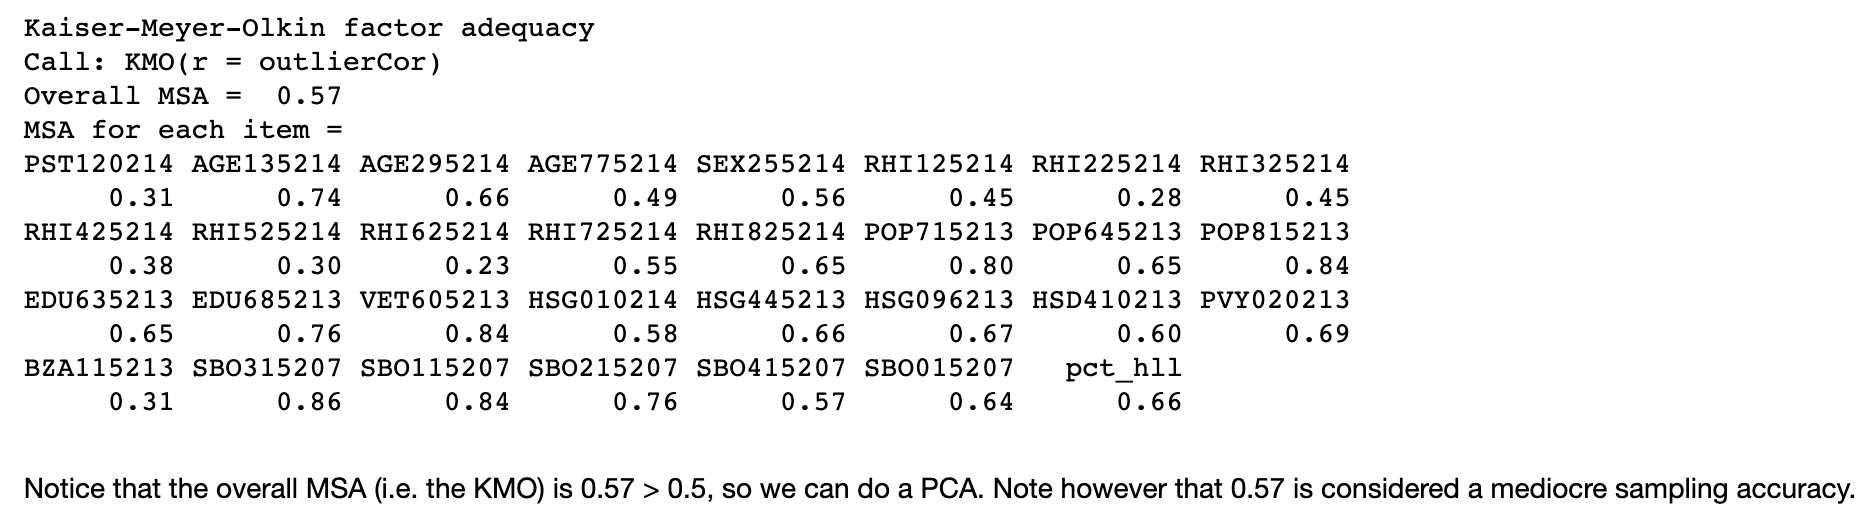 Kaiser-Meyer-Olkin factor adequacy
Call: KMO(r = outlierCor)
Overall MSA =  0.57
MSA for each item =
PST120214 AGE135214 AGE295214 AGE775214 SEX255214 RHI125214 RHI225214 RHI325214
0.31 0.74 0.66 0.49 0.56 0.45 0.28 0.45
RHI425214 RHI525214 RHI625214 RHI725214 RHI825214 POP715213 POP645213 POP815213
0.38 0.30 0.23 0.55 0.65 0.80 0.65 0.84
EDU635213 EDU685213 VET605213 HSG010214 HSG445213 HSG096213 HSD410213 PVY020213
0.65 0.76 0.84 0.58 0.66 0.67 0.60 0.69
BZA115213 SBO315207 SBO115207 SBO215207 SBO415207 SBO015207 pct_hll
0.31 0.86 0.84 0.76 0.57 0.64 0.66
Notice that the overall MSA (i.e. the KMO) is 0.57 > 0.5, so we can do a PCA. Note however that 0.57 is considered a mediocre sampling accuracy.